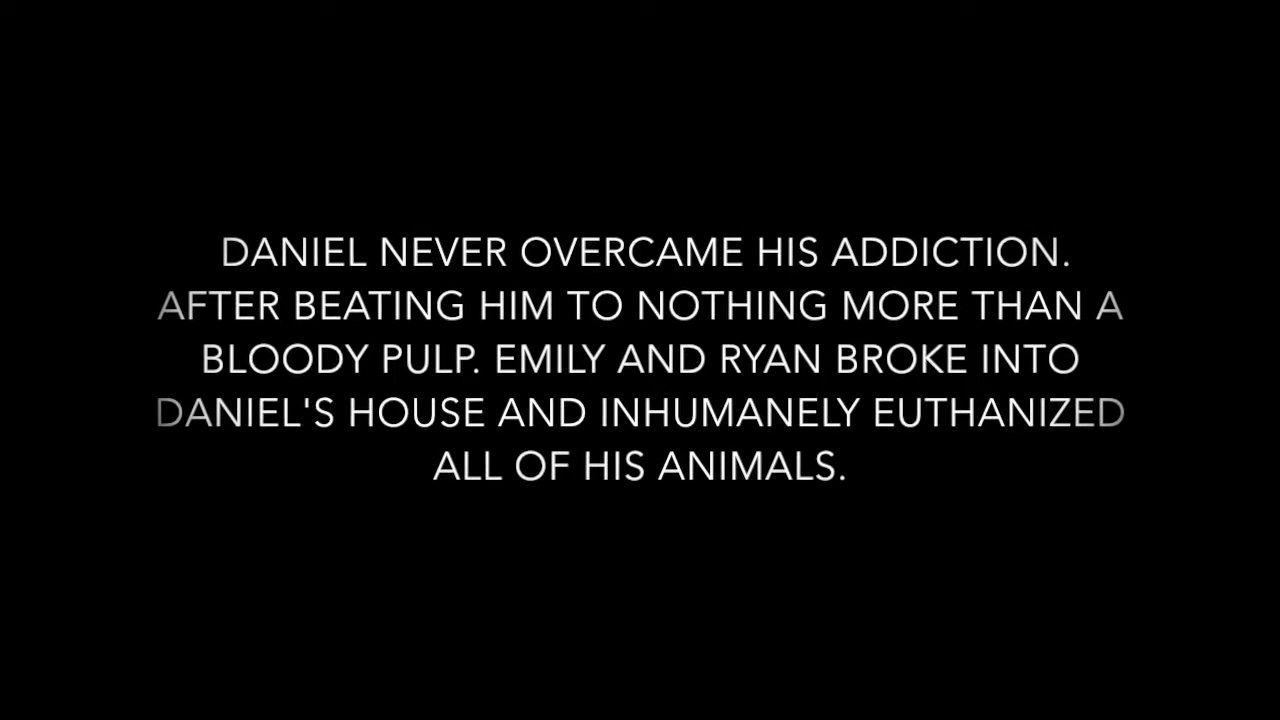 DANIEL NEVER OVERCAME HIS ADDICTION.
AFTER BEATING HIM TO NOTHING MORE THAN A
BLOODY PULP. EMILY AND RYAN BROKE INTO
DANIEL'S HOUSE AND INHUMANELY EUTHANIZED
ALL OF HIS ANIMALS.